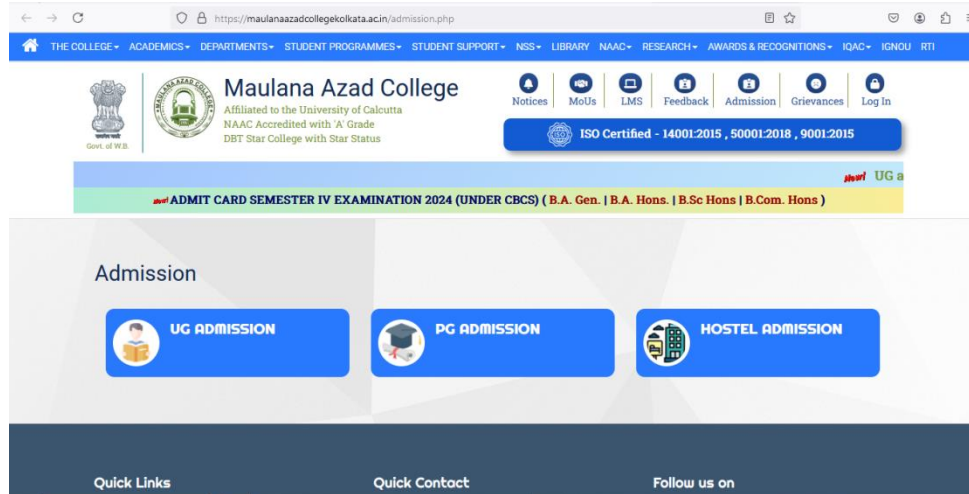 https://maulanaazadcollegekolkata.ac.in/admission.php
THE COLLEGE ACADEMICS DEPARTMENTS STUDENT PROGRAMMES STUDENT SUPPORT NSS LIBRARY NAAC RESEARCH AWARDS & RECOGNITIONS IQAC IGNOU RTI
Govt. of W.B.
Maulana Azad College
Affiliated to the University of Calcutta
NAAC Accredited with 'A' Grade
DBT Star College with Star Status
Notices MoUs LMS Feedback Admission Grievances Log In
ISO Certified - 14001:2015 , 50001:2018 , 9001:2015
New! UG a
New! ADMIT CARD SEMESTER IV EXAMINATION 2024 (UNDER CBCS) ( B.A. Gen. | B.A. Hons. | B.Sc Hons | B.Com. Hons )
Admission
UG ADMISSION
PG ADMISSION
HOSTEL ADMISSION
Quick Links Quick Contact Follow us on